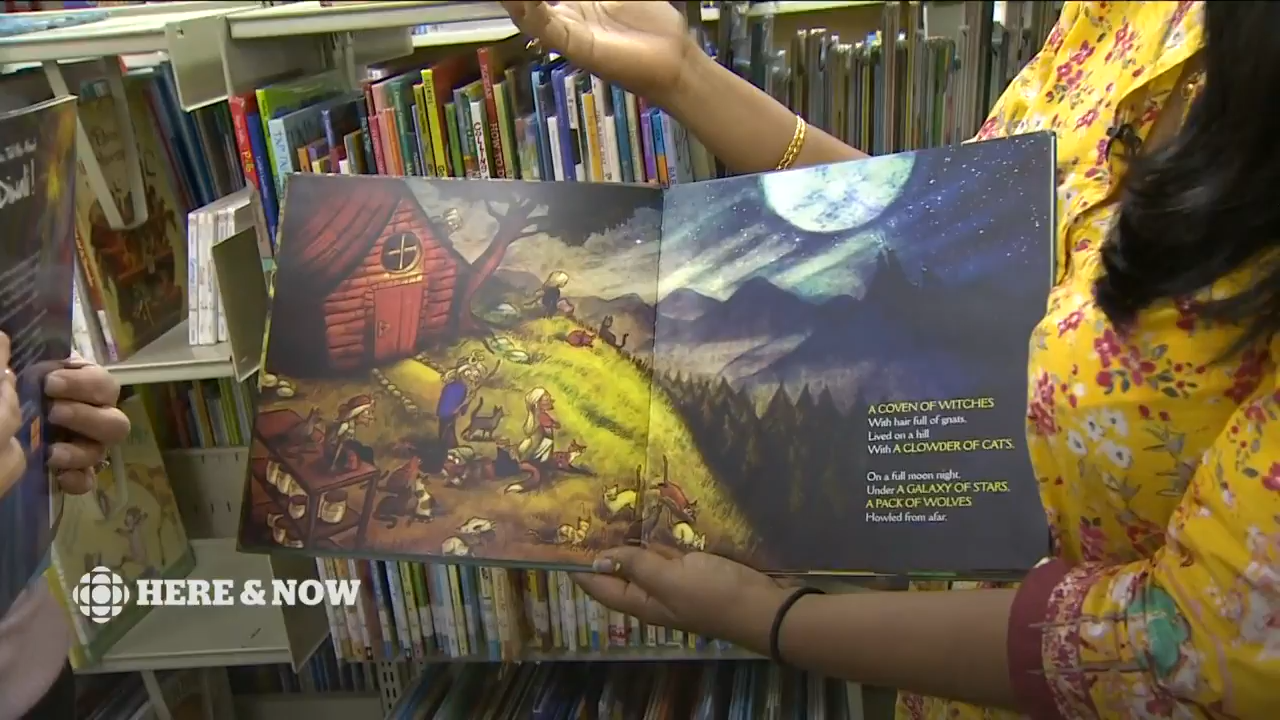 Diwali!
A COVEN OF WITCHES
With hair full of gnats,
Lived on a hill
With A CLOWDER OF CATS.
On a full moon night,
Under A GALAXY OF STARS,
A PACK OF WOLVES
Howled from afar.
HERE & NOW